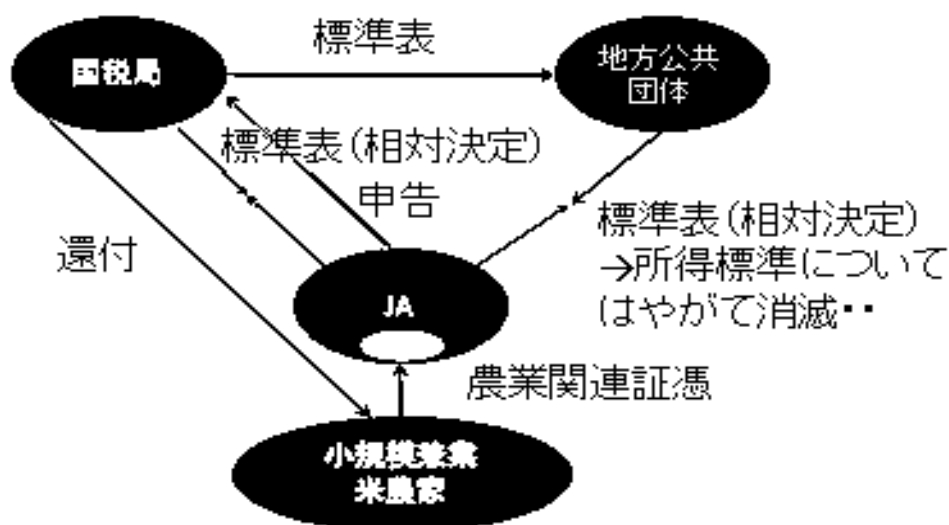 標準表
国税局
地方公共
団体
標準表(相対決定)
申告
標準表(相対決定)
→所得標準について
はやがて消滅・・
還付
JA
農業関連証憑
小規模兼業
米農家